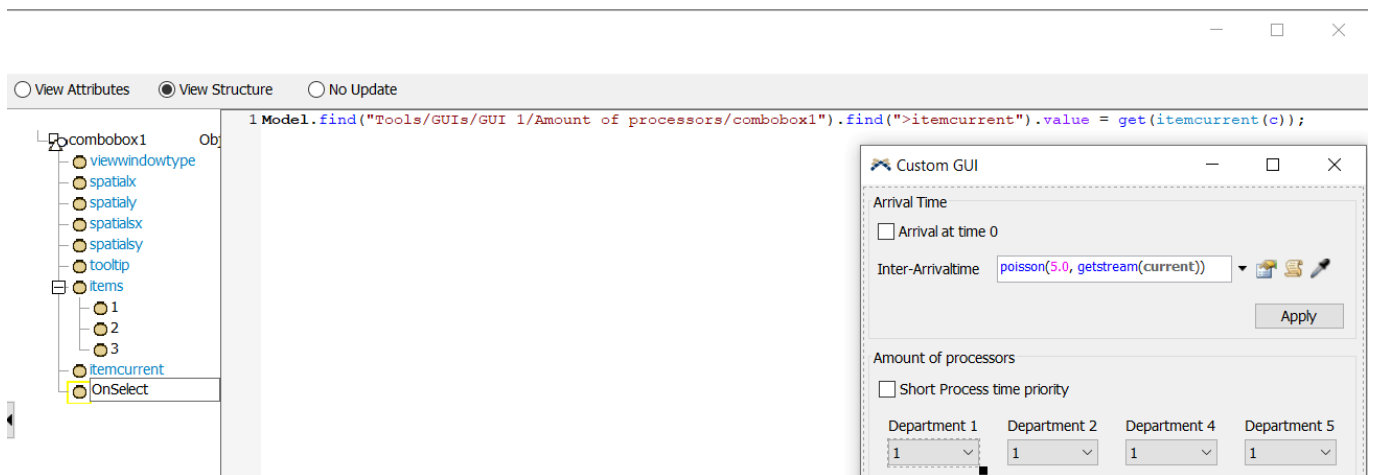 View Attributes View Structure No Update
combobox1 Obj
viewwindowtype
spatialx
spatialy
spatialsx
spatialsy
tooltip
items
1
2
3
itemcurrent
OnSelect
1 Model.find("Tools/GUIs/GUI 1/Amount of processors/combobox1").find(">itemcurrent").value = get(itemcurrent(c));
Custom GUI
Arrival Time
Arrival at time 0
Inter-Arrivaltime poisson(5.0, getstream(current))
Apply
Amount of processors
Short Process time priority
Department 1 Department 2 Department 4 Department 5
1 1 1 1